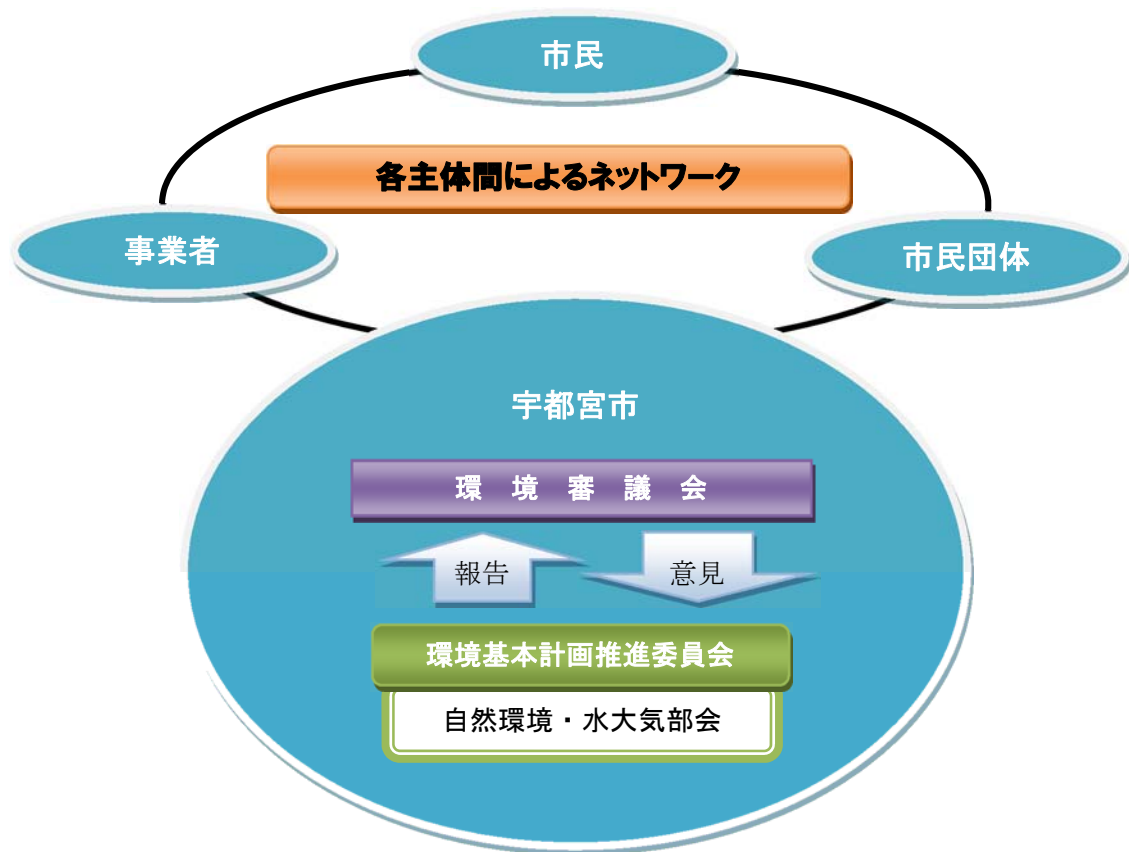 市民
各主体間によるネットワーク
事業者
市民団体
宇都宮市
環 境 審 議 会
報告
意見
環境基本計画推進委員会
自然環境・水大気部会